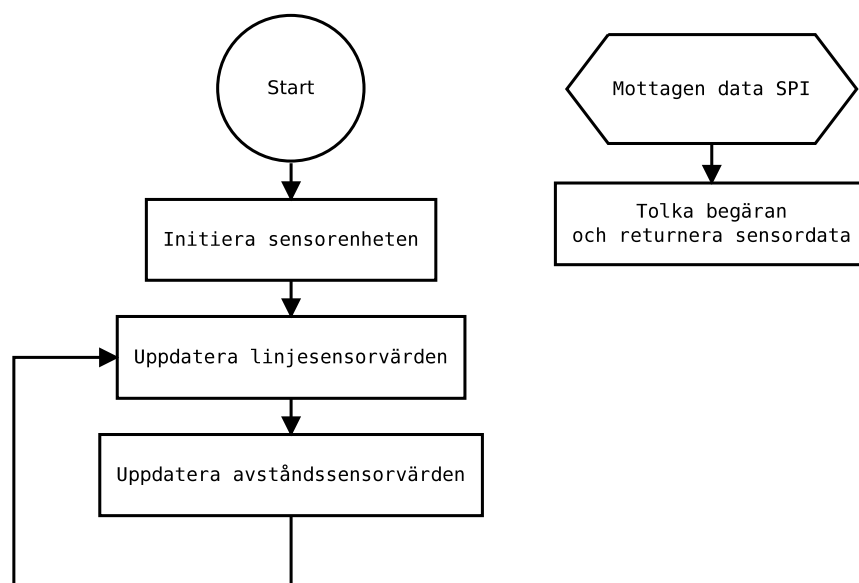 Start
Initiera sensorenheten
Uppdatera linjesensorvärden
Uppdatera avståndssensorvärden
Mottagen data SPI
Tolka begäran
och returnera sensordata